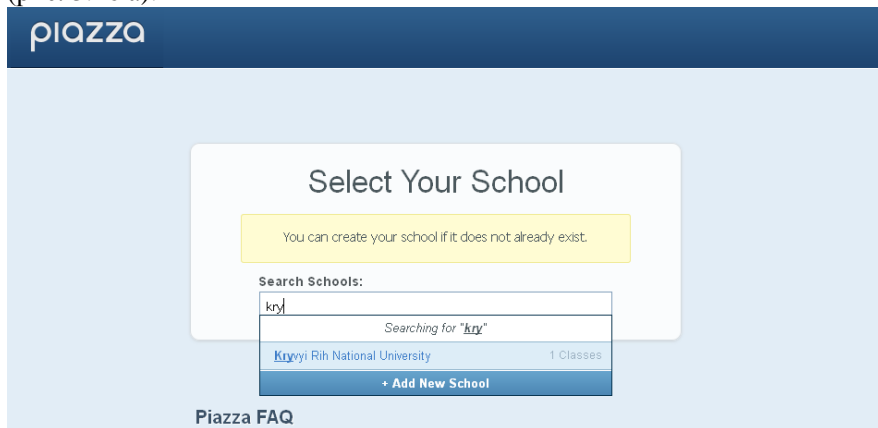 piazza
Select Your School
You can create your school if it does not already exist.
Search Schools:
kry
Searching for "kry"
Kryvyi Rih National University 1 Classes
+ Add New School
Piazza FAQ